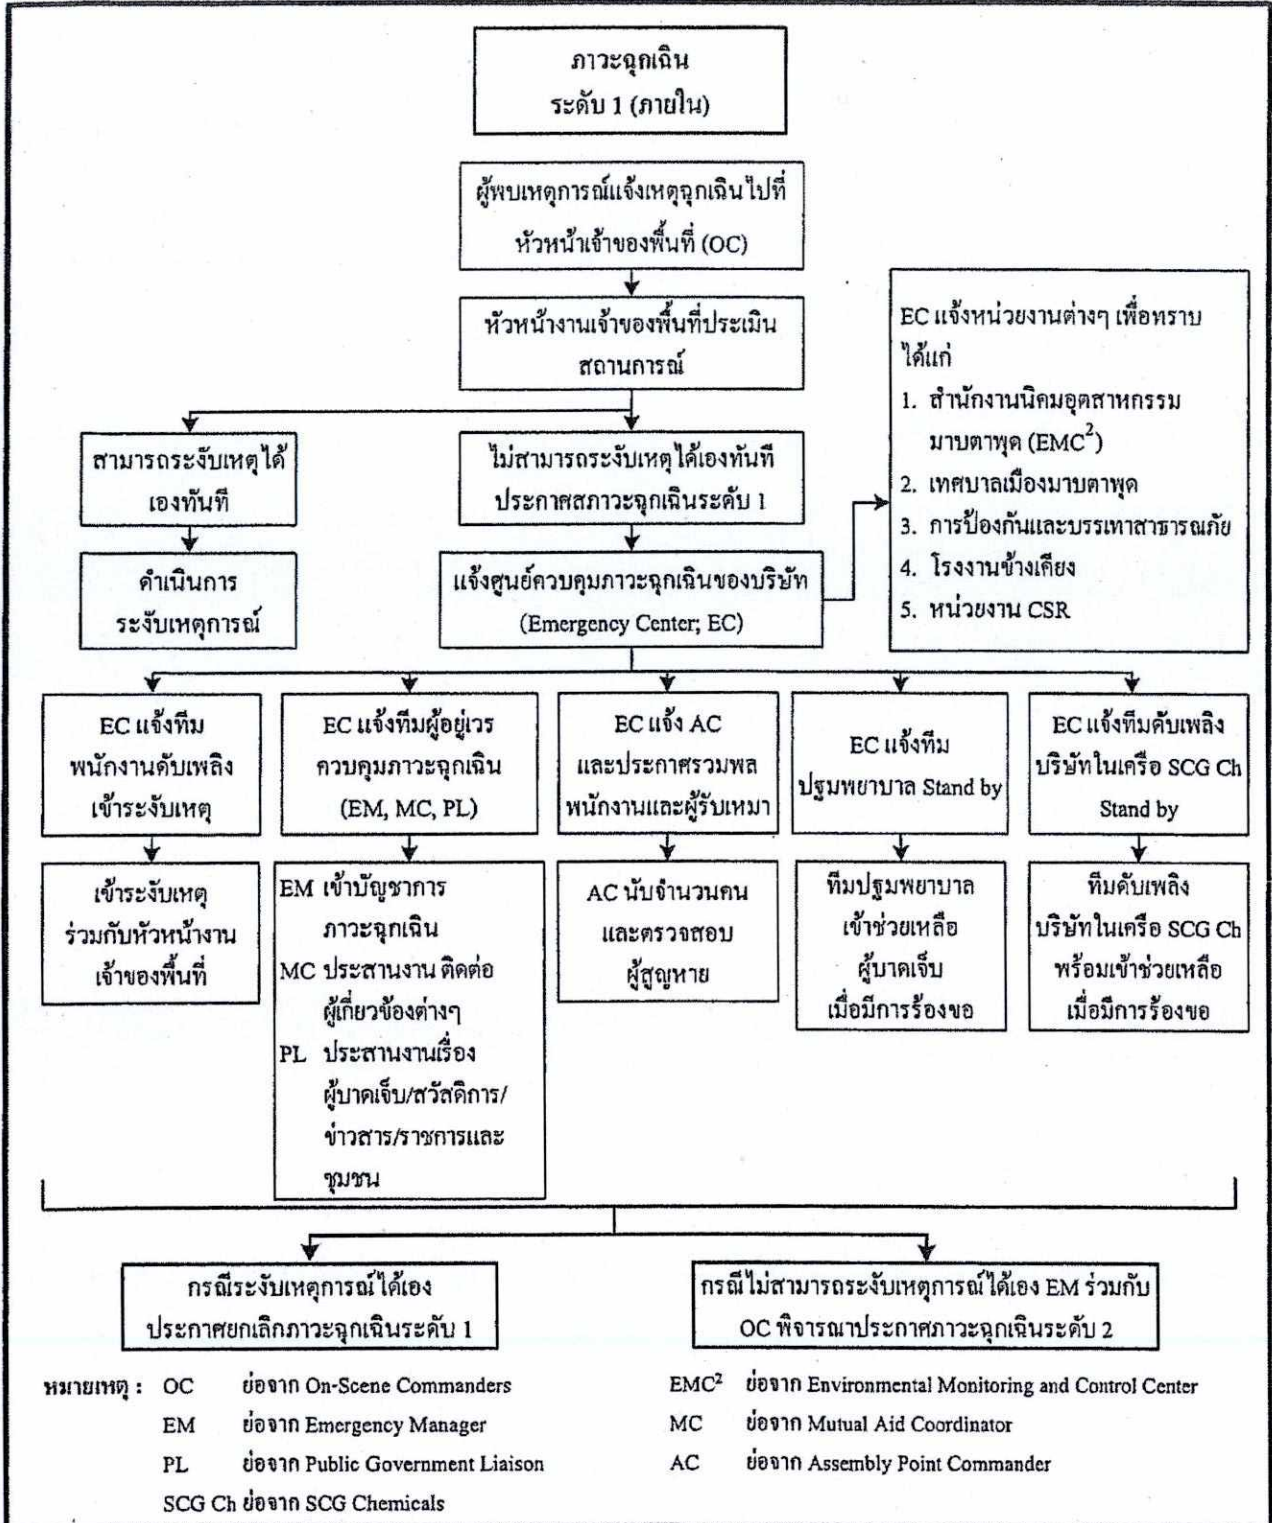 ภาวะฉุกเฉิน
ระดับ 1 (ภายใน)
ผู้พบเหตุการณ์แจ้งเหตุฉุกเฉินไปที่
หัวหน้าเจ้าของพื้นที่ (OC)
หัวหน้างานเจ้าของพื้นที่ประเมิน
สถานการณ์
EC แจ้งหน่วยงานต่างๆ เพื่อทราบ
ได้แก่
1. สำนักงานนิคมอุตสาหกรรม
มาบตาพุด (EMC²)
2. เทศบาลเมืองมาบตาพุด
3. การป้องกันและบรรเทาสาธารณภัย
4. โรงงานข้างเคียง
5. หน่วยงาน CSR
สามารถระงับเหตุได้
เองทันที
ไม่สามารถระงับเหตุได้เองทันที
ประกาศสภาวะฉุกเฉินระดับ 1
ดำเนินการ
ระงับเหตุการณ์
แจ้งศูนย์ควบคุมภาวะฉุกเฉินของบริษัท
(Emergency Center; EC)
EC แจ้งทีม
พนักงานดับเพลิง
เข้าระงับเหตุ
EC แจ้งทีมผู้อยู่เวร
ควบคุมภาวะฉุกเฉิน
(EM, MC, PL)
EC แจ้ง AC
และประกาศรวมพล
พนักงานและผู้รับเหมา
EC แจ้งทีม
ปฐมพยาบาล Stand by
EC แจ้งทีมดับเพลิง
บริษัทในเครือ SCG Ch
Stand by
เข้าระงับเหตุ
ร่วมกับหัวหน้างาน
เจ้าของพื้นที่
EM เข้าบัญชาการ
ภาวะฉุกเฉิน
MC ประสานงาน ติดต่อ
ผู้เกี่ยวข้องต่างๆ
PL ประสานงานเรื่อง
ผู้บาดเจ็บ/สวัสดิการ/
ข่าวสาร/ราชการและ
ชุมชน
AC นับจำนวนคน
และตรวจสอบ
ผู้สูญหาย
ทีมปฐมพยาบาล
เข้าช่วยเหลือ
ผู้บาดเจ็บ
เมื่อมีการร้องขอ
ทีมดับเพลิง
บริษัทในเครือ SCG Ch
พร้อมเข้าช่วยเหลือ
เมื่อมีการร้องขอ
กรณีระงับเหตุการณ์ได้เอง
ประกาศยกเลิกภาวะฉุกเฉินระดับ 1
กรณีไม่สามารถระงับเหตุการณ์ได้เอง EM ร่วมกับ
OC พิจารณาประกาศภาวะฉุกเฉินระดับ 2
หมายเหตุ : OC ย่อจาก On-Scene Commanders
EMC² ย่อจาก Environmental Monitoring and Control Center
EM ย่อจาก Emergency Manager
MC ย่อจาก Mutual Aid Coordinator
PL ย่อจาก Public Government Liaison
AC ย่อจาก Assembly Point Commander
SCG Ch ย่อจาก SCG Chemicals